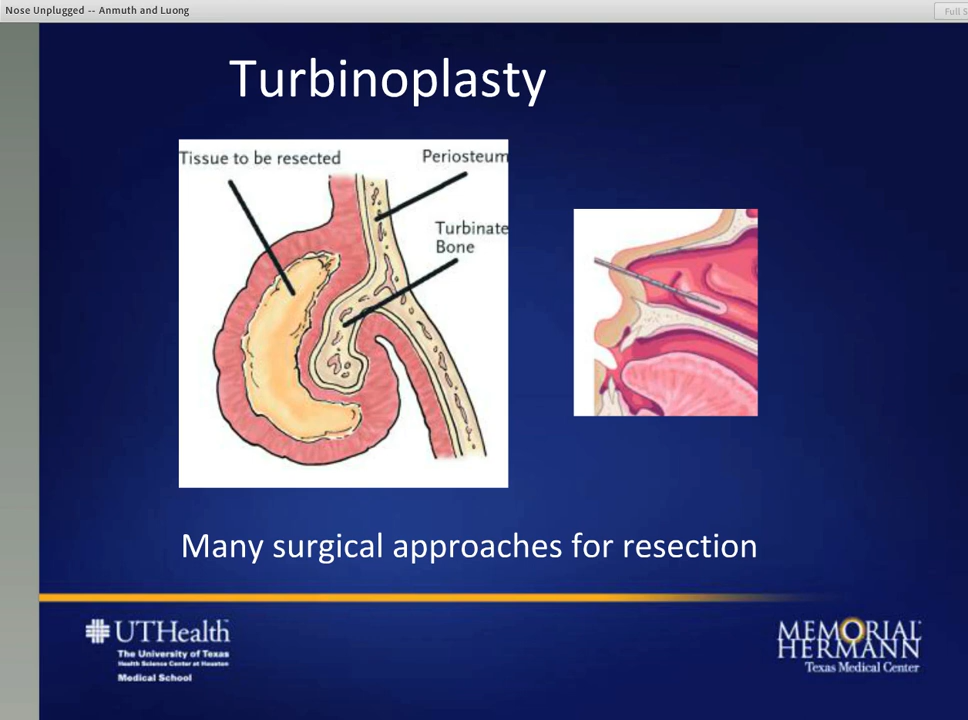 Nose Unplugged -- Anmuth and Luong
Full S
Turbinoplasty
Tissue to be resected
Periosteum
Turbinate
Bone
Many surgical approaches for resection
UTHealth
The University of Texas
Health Science Center at Houston
Medical School
MEMORIAL
HERMANN
Texas Medical Center